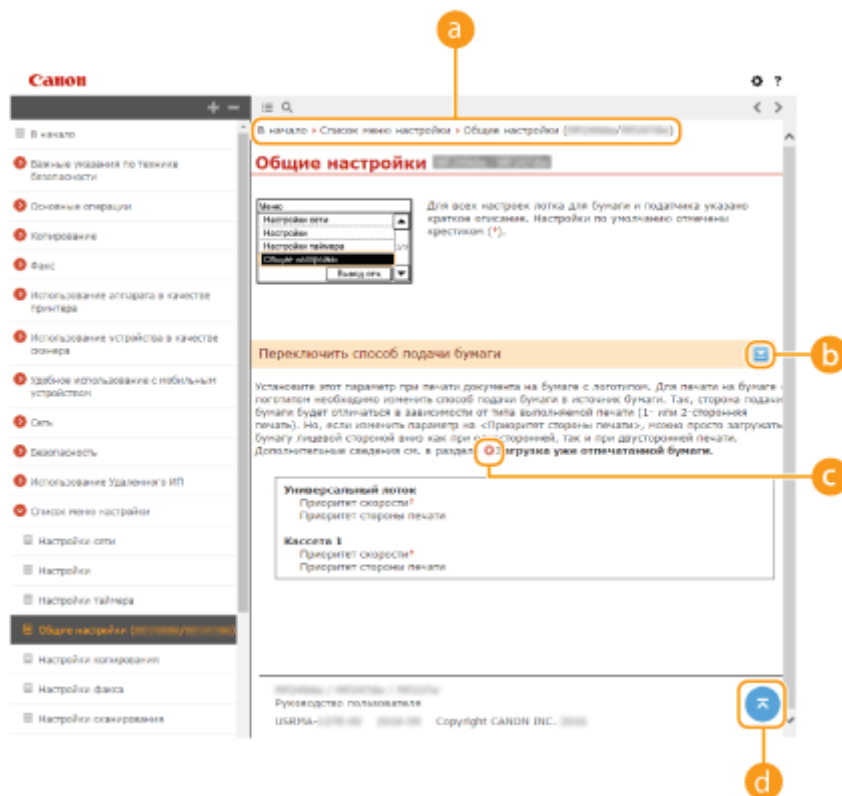 a
Canon
?
+ −
< >
В начало
В начало Список меню настройки Общие настройки (
Общие настройки
Важные указания по технике
безопасности
Основные операции
Копирование
Факс
Использование аппарата в качестве
принтера
Использование устройства в качестве
сканера
Удобное использование с мобильным
устройством
Сеть
Безопасность
Использование Удаленного ИП
Список меню настройки
Настройки сети
Настройки
Настройки таймера
Общие настройки (
Настройки копирования
Настройки факса
Настройки сканирования
Меню
Настройки сети
Настройки
Настройки таймера
Общие настройки
Вывод отч.
Для всех настроек лотка для бумаги и податчика указано
краткое описание. Настройки по умолчанию отмечены
крестиком (*).
Переключить способ подачи бумаги
b
Установите этот параметр при печати документа на бумаге с логотипом. Для печати на бумаге
логотипом необходимо изменить способ подачи бумаги в источник бумаги. Так, сторона подачи
бумаги будет отличаться в зависимости от типа выполняемой печати (1- или 2-сторонняя
печать). Но, если изменить параметр на <Приоритет стороны печати>, можно просто загружать
бумагу лицевой стороной вниз как при односторонней, так и при двусторонней печати.
Дополнительные сведения см. в разделе Загрузка уже отпечатанной бумаги.
c
Универсальный лоток
Приоритет скорости*
Приоритет стороны печати
Кассета 1
Приоритет скорости*
Приоритет стороны печати
Руководство пользователя
USRMA- Copyright CANON INC.
d